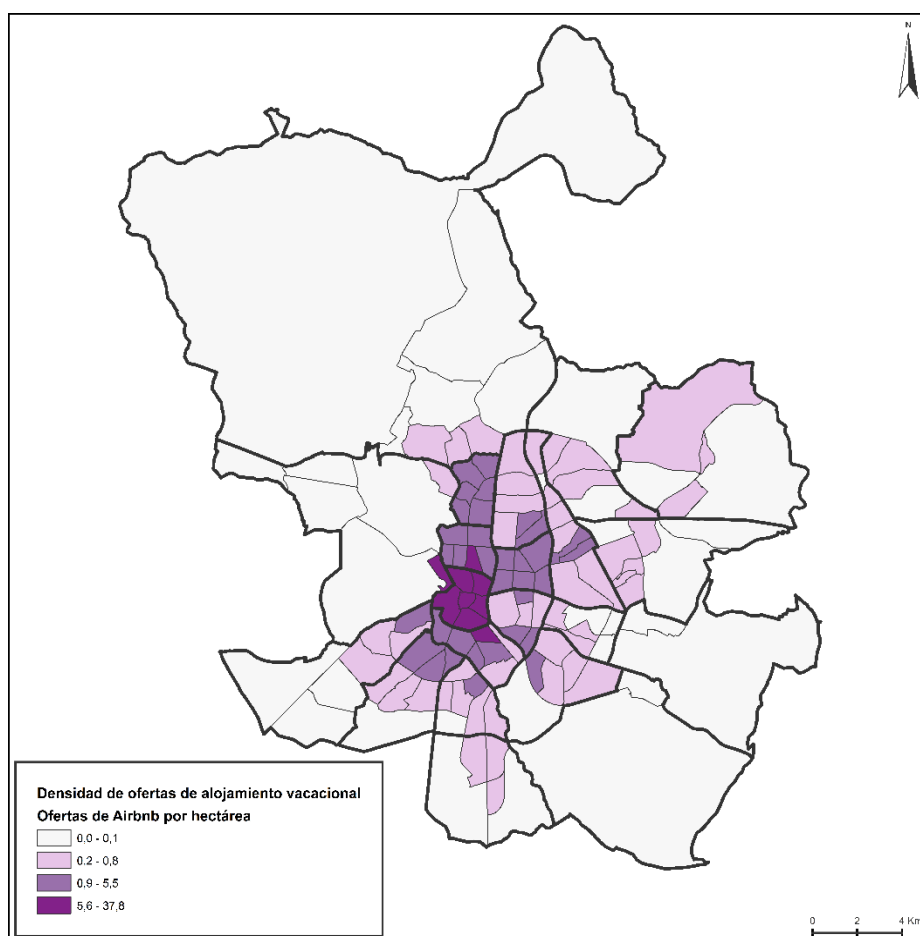 N
Densidad de ofertas de alojamiento vacacional
Ofertas de Airbnb por hectárea
0,0 - 0,1
0,2 - 0,8
0,9 - 5,5
5,6 - 37,8
0 2 4 Km